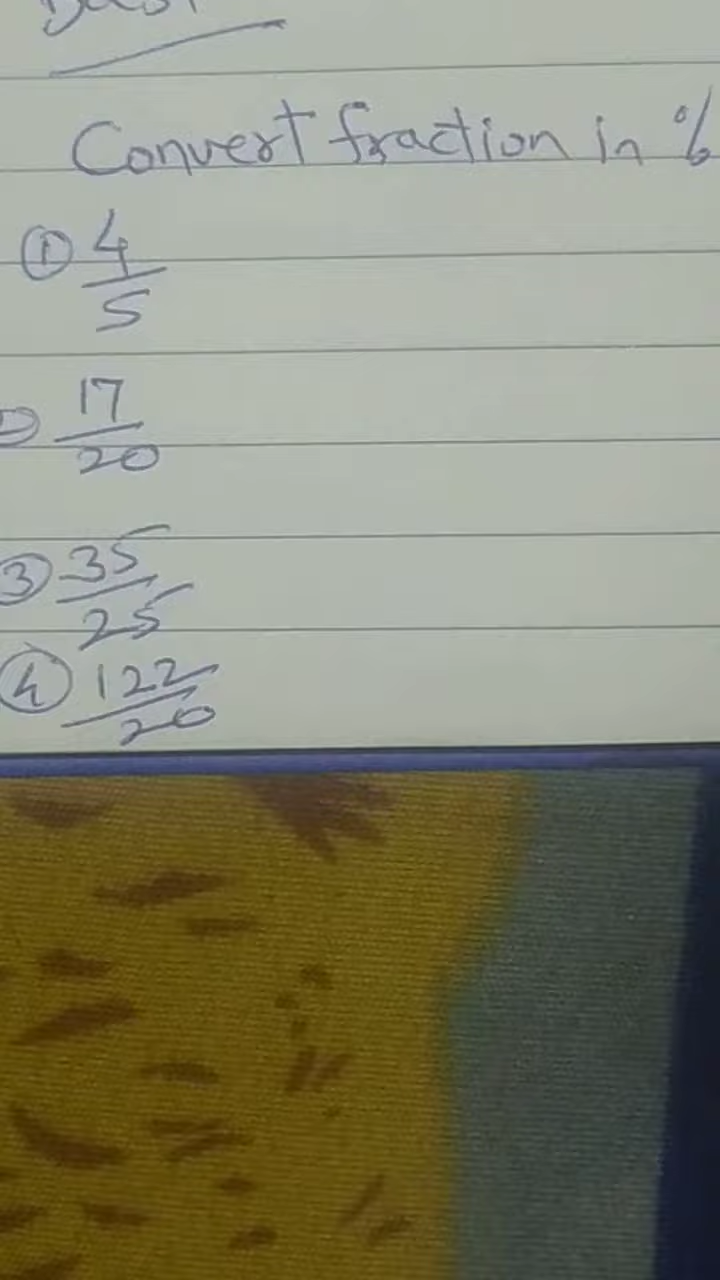 Convert fraction in %
① 4/5
17/20
③ 35/25
④ 122/20